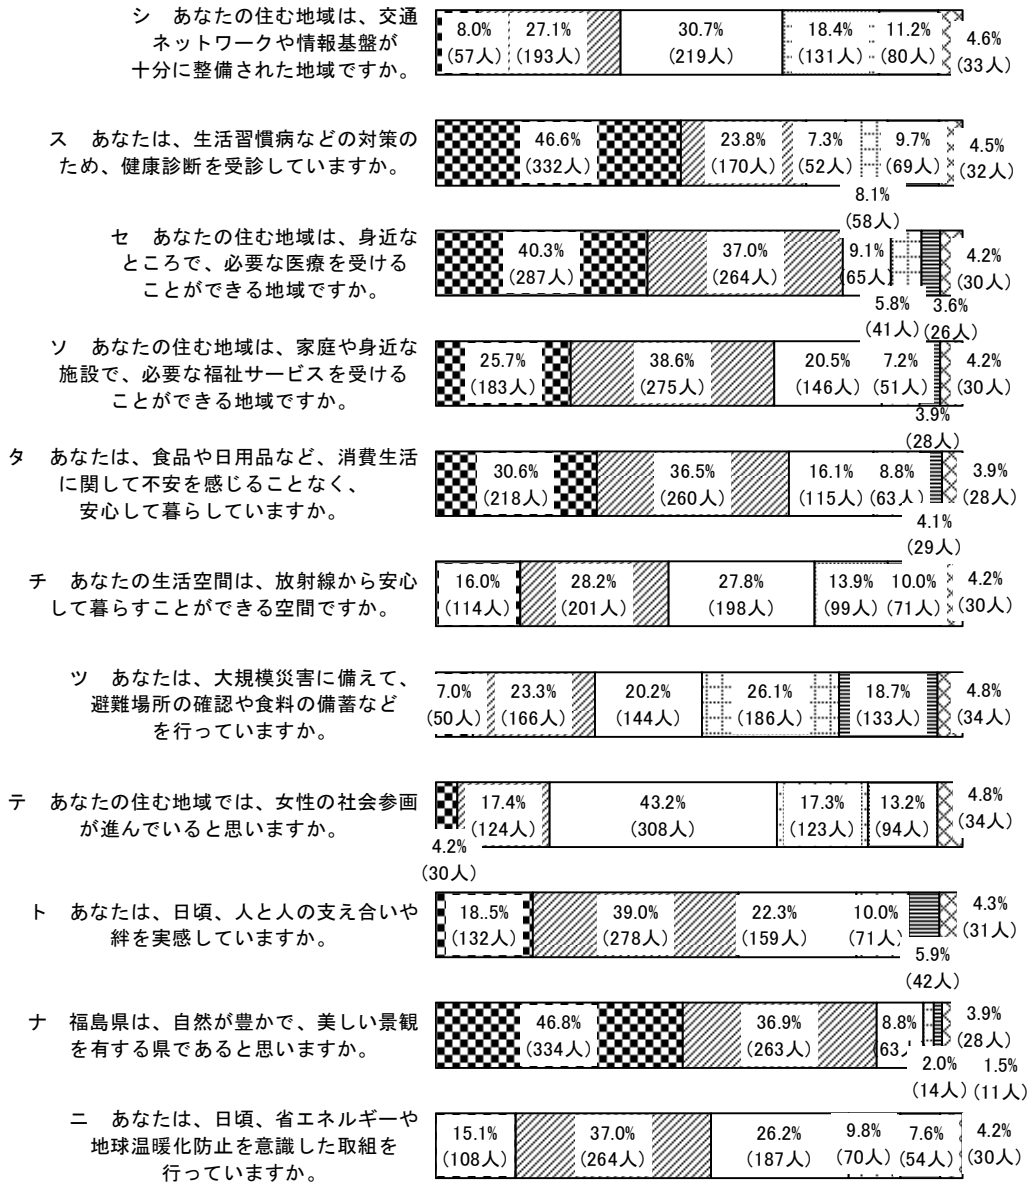 シ　あなたの住む地域は、交通
ネットワークや情報基盤が
十分に整備された地域ですか。
8.0% 27.1% 30.7% 18.4% 11.2% 4.6%
(57人) (193人) (219人) (131人) (80人) (33人)
ス　あなたは、生活習慣病などの対策の
ため、健康診断を受診していますか。
46.6% 23.8% 7.3% 9.7% 4.5%
(332人) (170人) (52人) (69人) (32人)
8.1%
(58人)
セ　あなたの住む地域は、身近な
ところで、必要な医療を受ける
ことができる地域ですか。
40.3% 37.0% 9.1% 4.2%
(287人) (264人) (65人) (30人)
5.8% 3.6%
(41人) (26人)
ソ　あなたの住む地域は、家庭や身近な
施設で、必要な福祉サービスを受ける
ことができる地域ですか。
25.7% 38.6% 20.5% 7.2% 4.2%
(183人) (275人) (146人) (51人) (30人)
3.9%
(28人)
タ　あなたは、食品や日用品など、消費生活
に関して不安を感じることなく、
安心して暮らしていますか。
30.6% 36.5% 16.1% 8.8% 3.9%
(218人) (260人) (115人) (63人) (28人)
4.1%
(29人)
チ　あなたの生活空間は、放射線から安心
して暮らすことができる空間ですか。
16.0% 28.2% 27.8% 13.9% 10.0% 4.2%
(114人) (201人) (198人) (99人) (71人) (30人)
ツ　あなたは、大規模災害に備えて、
避難場所の確認や食料の備蓄など
を行っていますか。
7.0% 23.3% 20.2% 26.1% 18.7% 4.8%
(50人) (166人) (144人) (186人) (133人) (34人)
テ　あなたの住む地域では、女性の社会参画
が進んでいると思いますか。
17.4% 43.2% 17.3% 13.2% 4.8%
(124人) (308人) (123人) (94人) (34人)
4.2%
(30人)
ト　あなたは、日頃、人と人の支え合いや
絆を実感していますか。
18..5% 39.0% 22.3% 10.0% 4.3%
(132人) (278人) (159人) (71人) (31人)
5.9%
(42人)
ナ　福島県は、自然が豊かで、美しい景観
を有する県であると思いますか。
46.8% 36.9% 8.8% 3.9%
(334人) (263人) (63人) (28人)
2.0% 1.5%
(14人) (11人)
ニ　あなたは、日頃、省エネルギーや
地球温暖化防止を意識した取組を
行っていますか。
15.1% 37.0% 26.2% 9.8% 7.6% 4.2%
(108人) (264人) (187人) (70人) (54人) (30人)